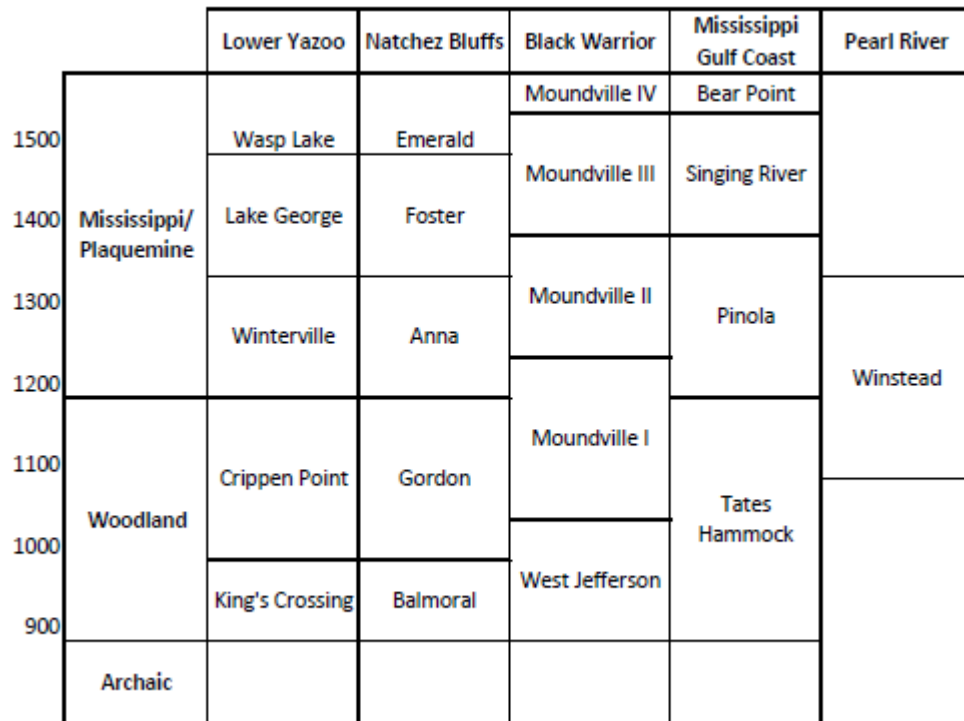 Lower Yazoo Natchez Bluffs Black Warrior Mississippi Gulf Coast Pearl River
Moundville IV Bear Point
1500 Wasp Lake Emerald
Moundville III Singing River
1400 Mississippi/ Lake George Foster
Plaquemine
1300 Moundville II
Pinola
Winterville Anna
1200 Winstead
Moundville I
1100 Crippen Point Gordon
Woodland Tates
1000 Hammock
West Jefferson
King's Crossing Balmoral
900
Archaic